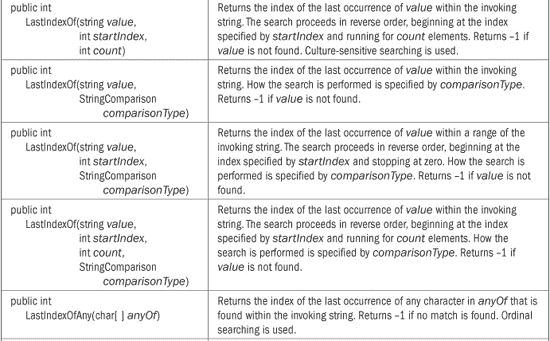 public int
LastIndexOf(string value,
int startIndex,
int count)
Returns the index of the last occurrence of value within the invoking
string. The search proceeds in reverse order, beginning at the index
specified by startIndex and running for count elements. Returns –1 if
value is not found. Culture-sensitive searching is used.
public int
LastIndexOf(string value,
StringComparison
comparisonType)
Returns the index of the last occurrence of value within the invoking
string. How the search is performed is specified by comparisonType.
Returns –1 if value is not found.
public int
LastIndexOf(string value,
int startIndex,
StringComparison
comparisonType)
Returns the index of the last occurrence of value within a range of the
invoking string. The search proceeds in reverse order, beginning at the
index specified by startIndex and stopping at zero. How the search is
performed is specified by comparisonType. Returns –1 if value is not
found.
public int
LastIndexOf(string value,
int startIndex,
int count,
StringComparison
comparisonType)
Returns the index of the last occurrence of value within the invoking
string. The search proceeds in reverse order, beginning at the index
specified by startIndex and running for count elements. How the
search is performed is specified by comparisonType. Returns –1 if
value is not found.
public int
LastIndexOfAny(char[ ] anyOf)
Returns the index of the last occurrence of any character in anyOf that is
found within the invoking string. Returns –1 if no match is found. Ordinal
searching is used.